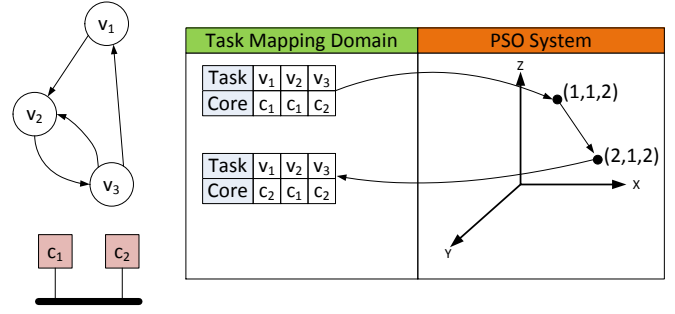 v₁
v₂
v₃
c₁ c₂
Task Mapping Domain PSO System
Task v₁ v₂ v₃
Core c₁ c₁ c₂
Task v₁ v₂ v₃
Core c₂ c₁ c₂
Z
(1,1,2)
(2,1,2)
X
Y